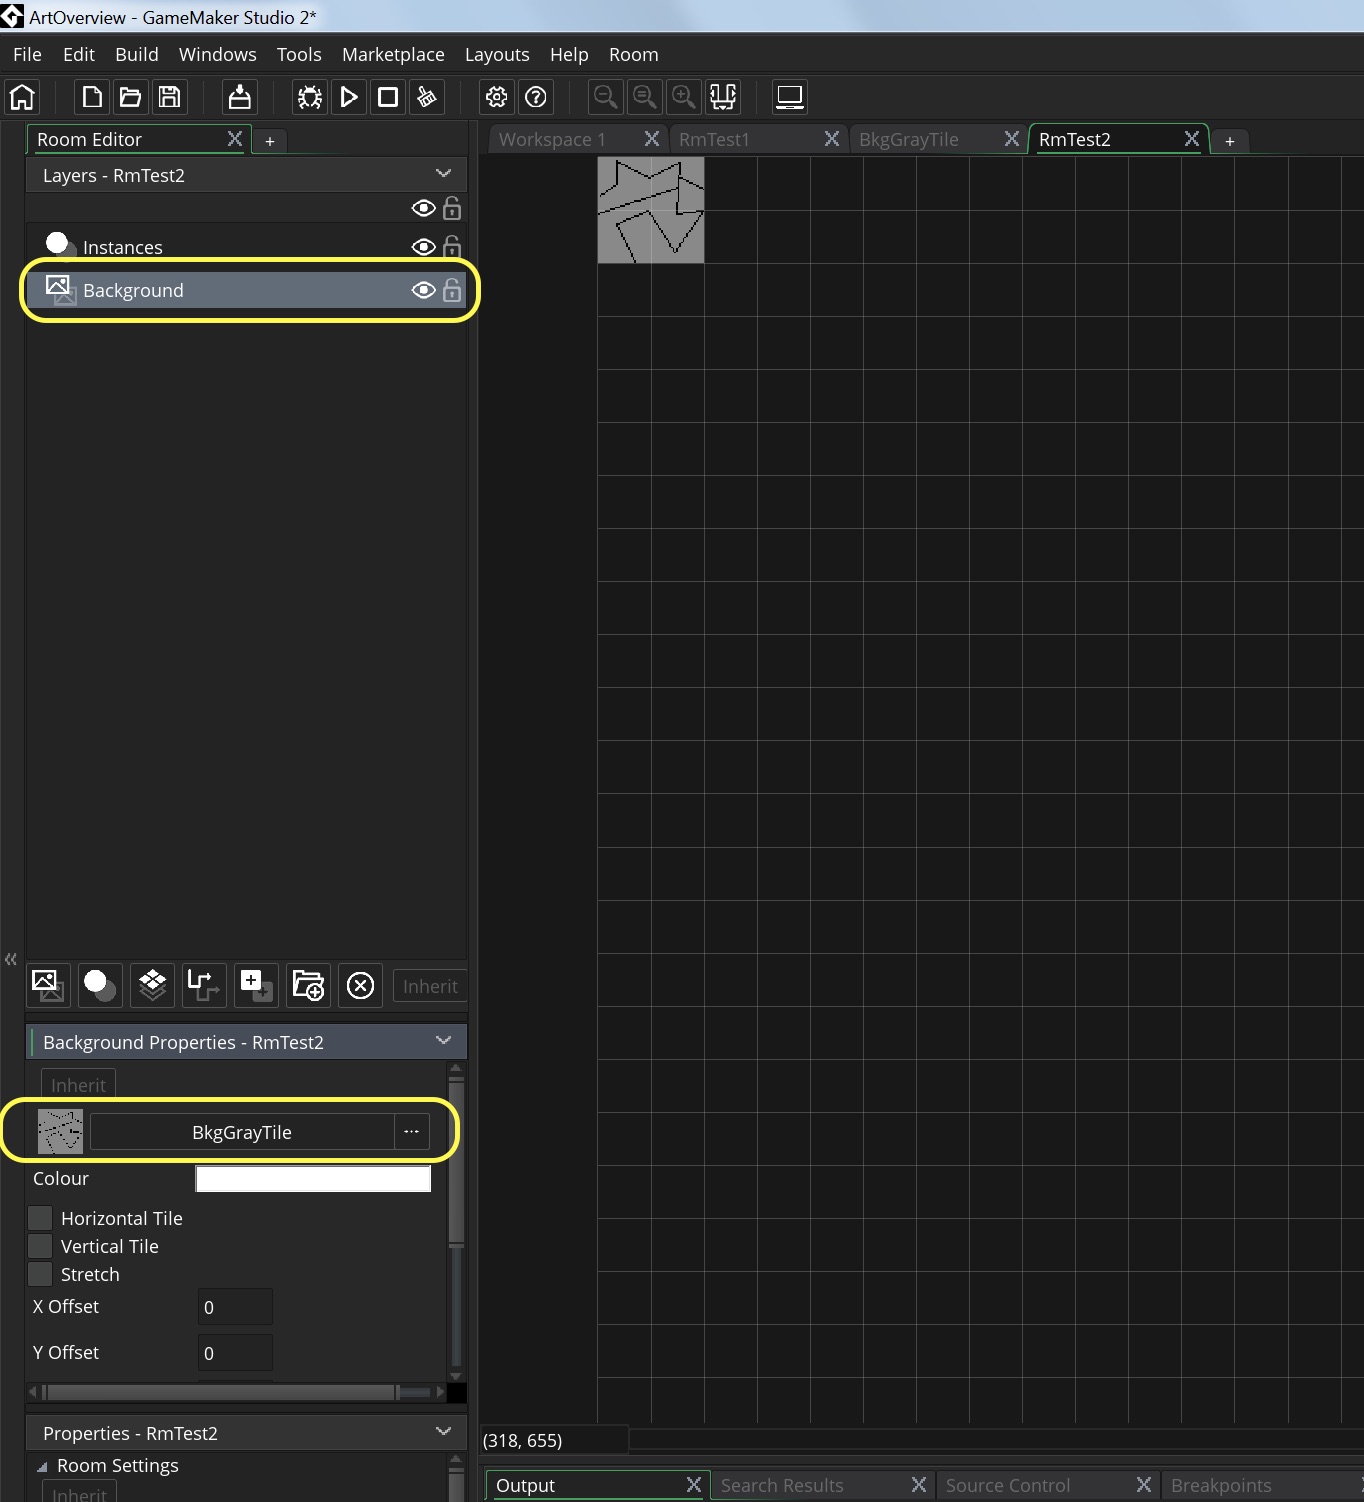 ArtOverview - GameMaker Studio 2*
File Edit Build Windows Tools Marketplace Layouts Help Room
Room Editor X +
Workspace 1 X RmTest1 X BkgGrayTile X RmTest2 X +
Layers - RmTest2
Instances
Background
Inherit
Background Properties - RmTest2
Inherit
BkgGrayTile ...
Colour
Horizontal Tile
Vertical Tile
Stretch
X Offset 0
Y Offset 0
(318, 655)
Properties - RmTest2
Room Settings
Inherit
Output X Search Results X Source Control X Breakpoints